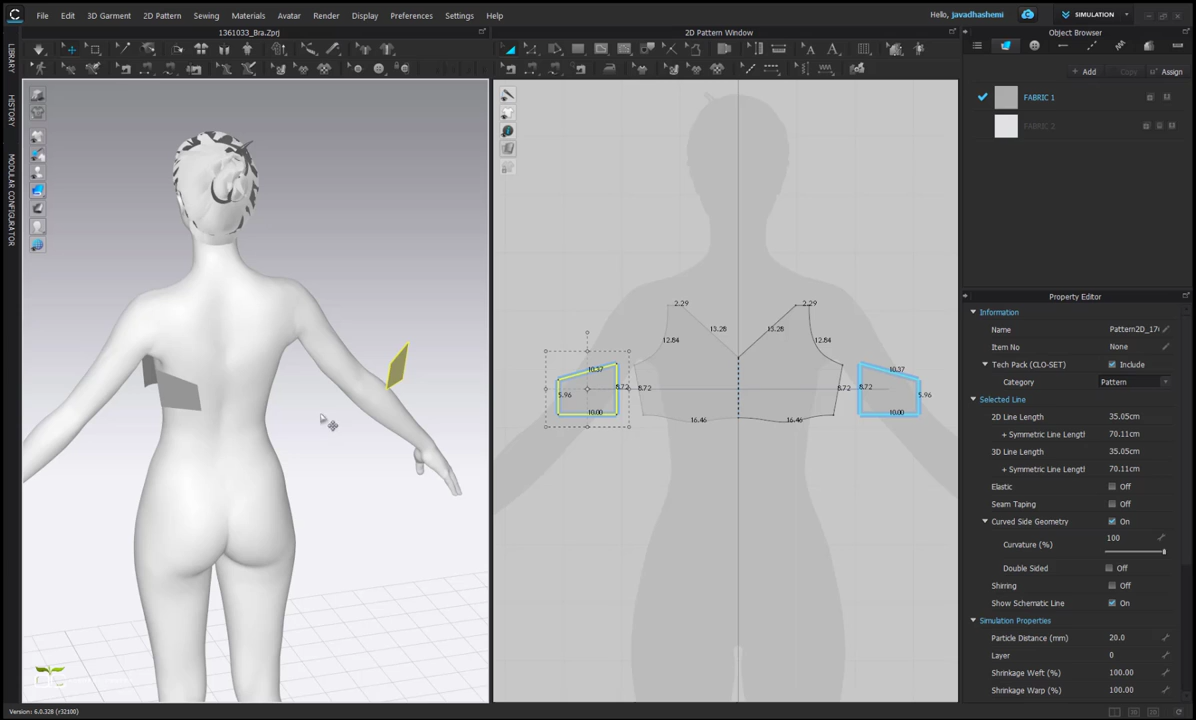 File Edit 3D Garment 2D Pattern Sewing Materials Avatar Render Display Preferences Settings Help
Hello, javadhashemi
SIMULATION
1361033_Bra.Zprj
2D Pattern Window
Object Browser
LIBRARY
HISTORY
MODULAR CONFIGURATOR
+ Add
Copy
Assign
FABRIC 1
FABRIC 2
2.29 2.29
13.28 13.28
12.84 12.84
10.37 10.37
8.72 8.72 8.72 8.72
5.96 5.96
10.00 10.00
16.46 16.46
Property Editor
Information
Name Pattern2D_17
Item No None
Tech Pack (CLO-SET) Include
Category Pattern
Selected Line
2D Line Length 35.05cm
+ Symmetric Line Lengtł 70.11cm
3D Line Length 35.05cm
+ Symmetric Line Lengtł 70.11cm
Elastic Off
Seam Taping Off
Curved Side Geometry On
Curvature (%) 100
Double Sided Off
Shirring Off
Show Schematic Line On
Simulation Properties
Particle Distance (mm) 20.0
Layer 0
Shrinkage Weft (%) 100.00
Shrinkage Warp (%) 100.00
Version: 6.0.328 (r32100)